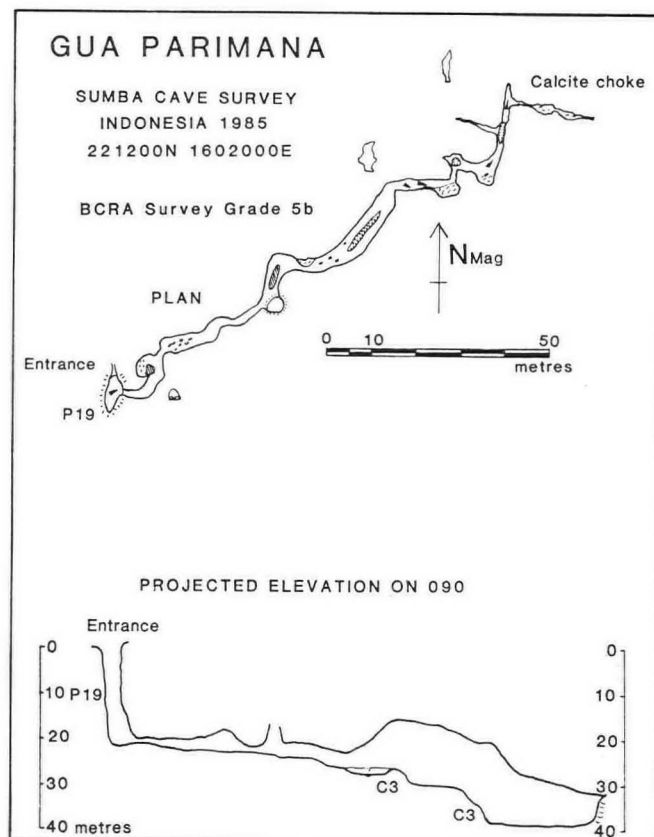 GUA PARIMANA
SUMBA CAVE SURVEY
INDONESIA 1985
221200N 1602000E
BCRA Survey Grade 5b
Calcite choke
PLAN
N Mag
0 10 50
metres
Entrance
P19
PROJECTED ELEVATION ON 090
Entrance
0 0
10 P19 10
20 20
30 30
C3 C3
40 metres 40